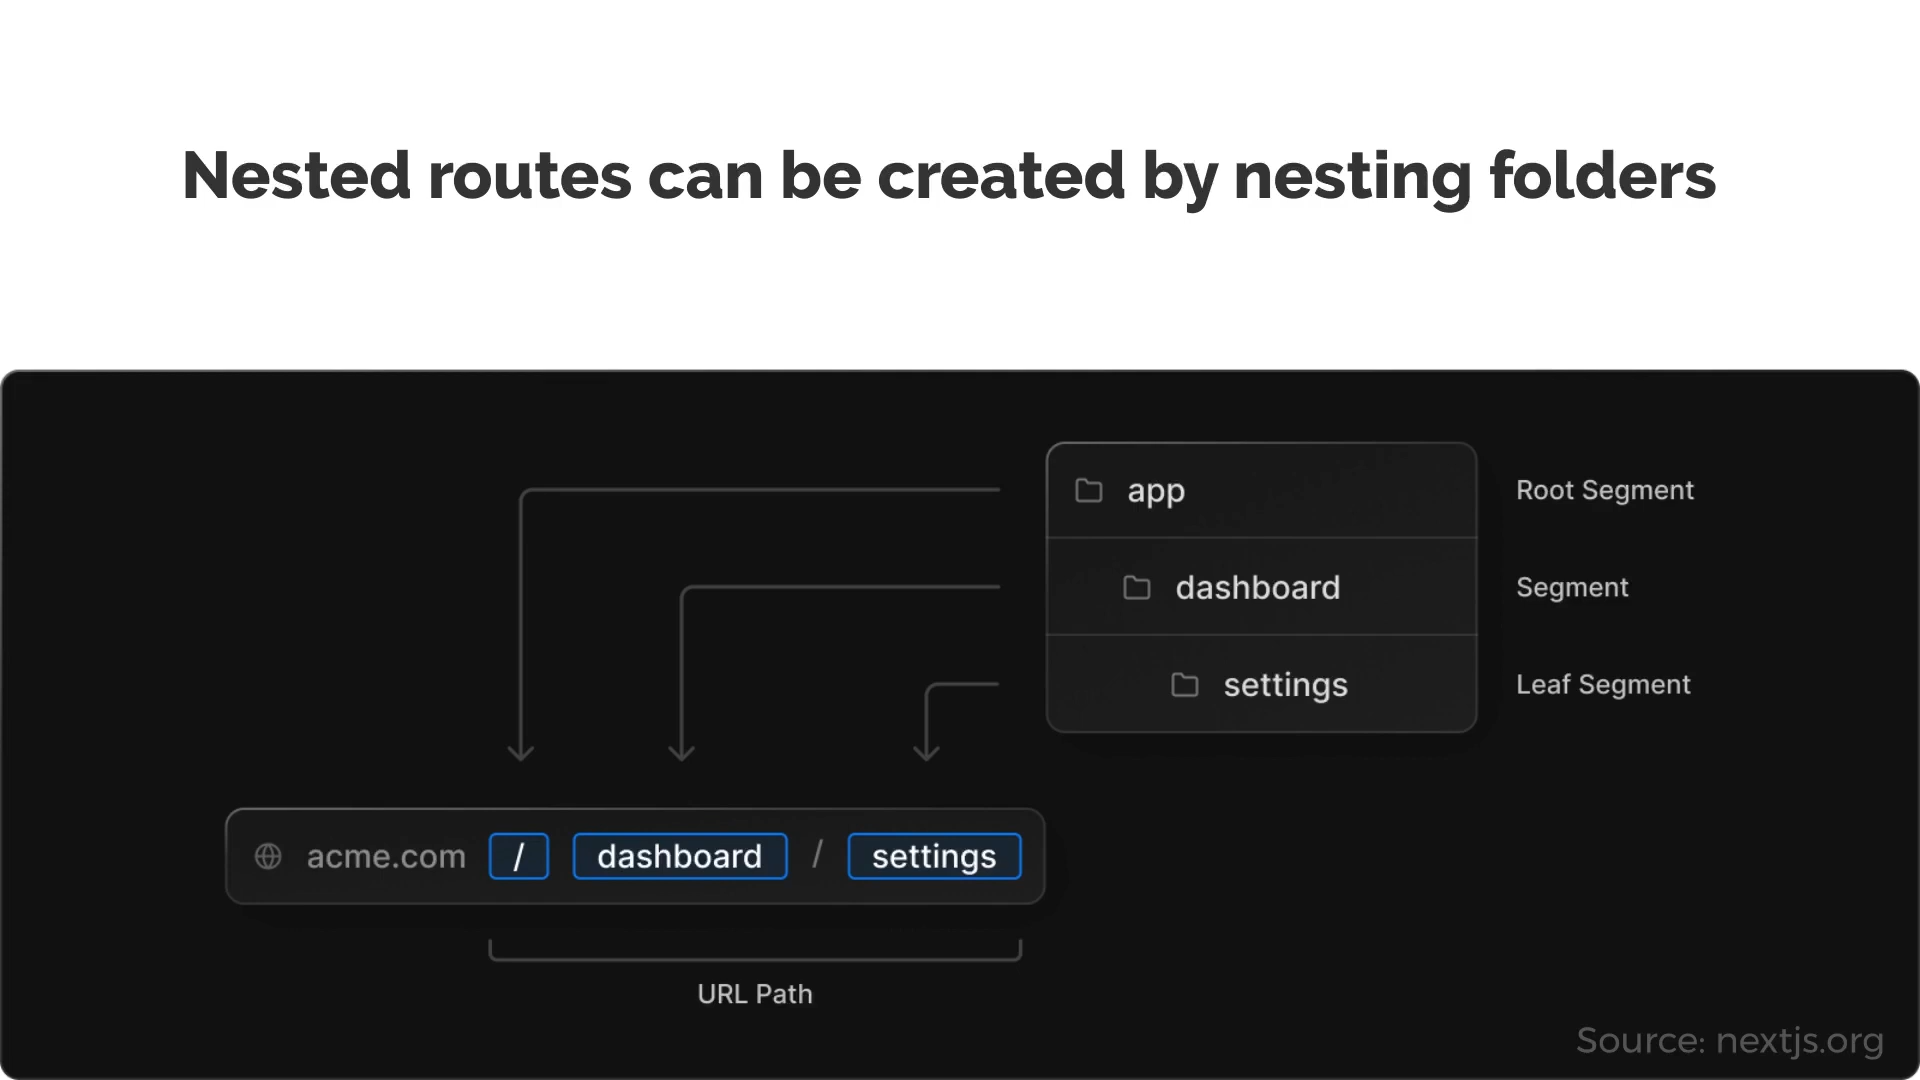 Nested routes can be created by nesting folders
app
Root Segment
dashboard
Segment
settings
Leaf Segment
acme.com / dashboard / settings
URL Path
Source: nextjs.org